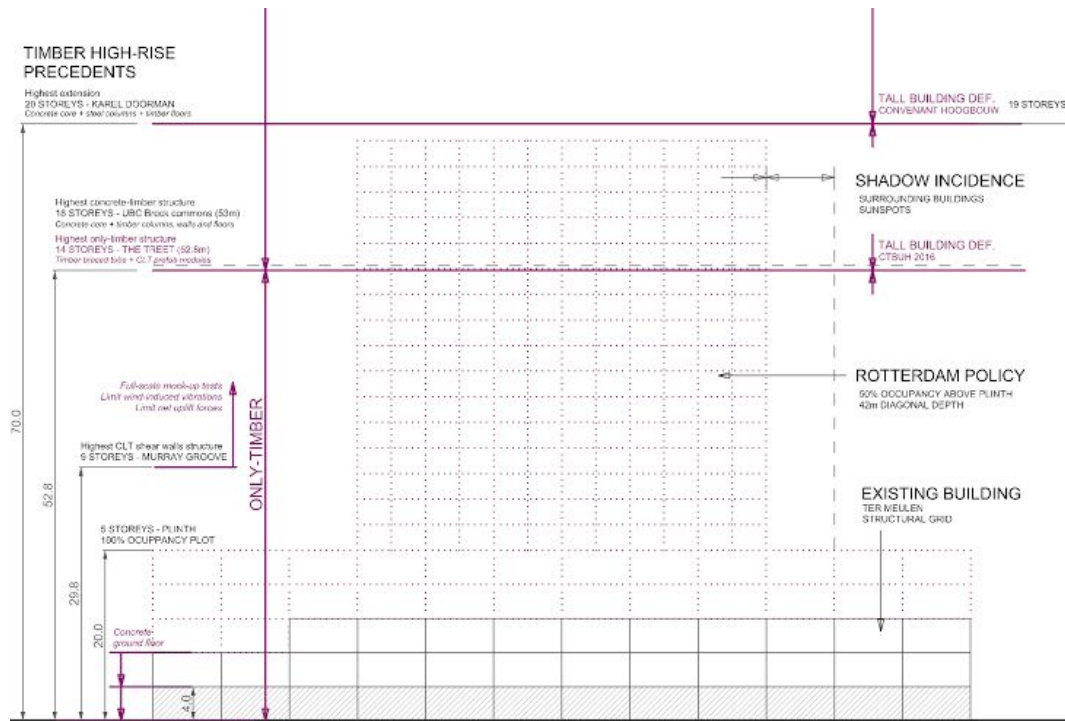 TIMBER HIGH-RISE
PRECEDENTS
Highest extension
20 STOREYS - KAREL DOORMAN
Concrete core + steel columns + timber floors
TALL BUILDING DEF.
CONVENANT HOOGBOUW
19 STOREYS
SHADOW INCIDENCE
SURROUNDING BUILDINGS
SUNSPOTS
Highest concrete-timber structure
18 STOREYS - UBC Brock commons (53m)
Concrete core + timber columns, walls and floors
Highest only-timber structure
14 STOREYS - THE TREET (52.8m)
Timber braced tube + CLT prefab modules
TALL BUILDING DEF.
CTBUH 2016
Full-scale mock-up tests
Limit wind-induced vibrations
Limit net uplift forces
ROTTERDAM POLICY
50% OCCUPANCY ABOVE PLINTH
42m DIAGONAL DEPTH
70.0
ONLY-TIMBER
Highest CLT shear walls structure
9 STOREYS - MURRAY GROOVE
52.8
EXISTING BUILDING
TER MEULEN
STRUCTURAL GRID
5 STOREYS - PLINTH
100% OCUPPANCY PLOT
29.8
20.0
Concrete-
ground floor
4.0